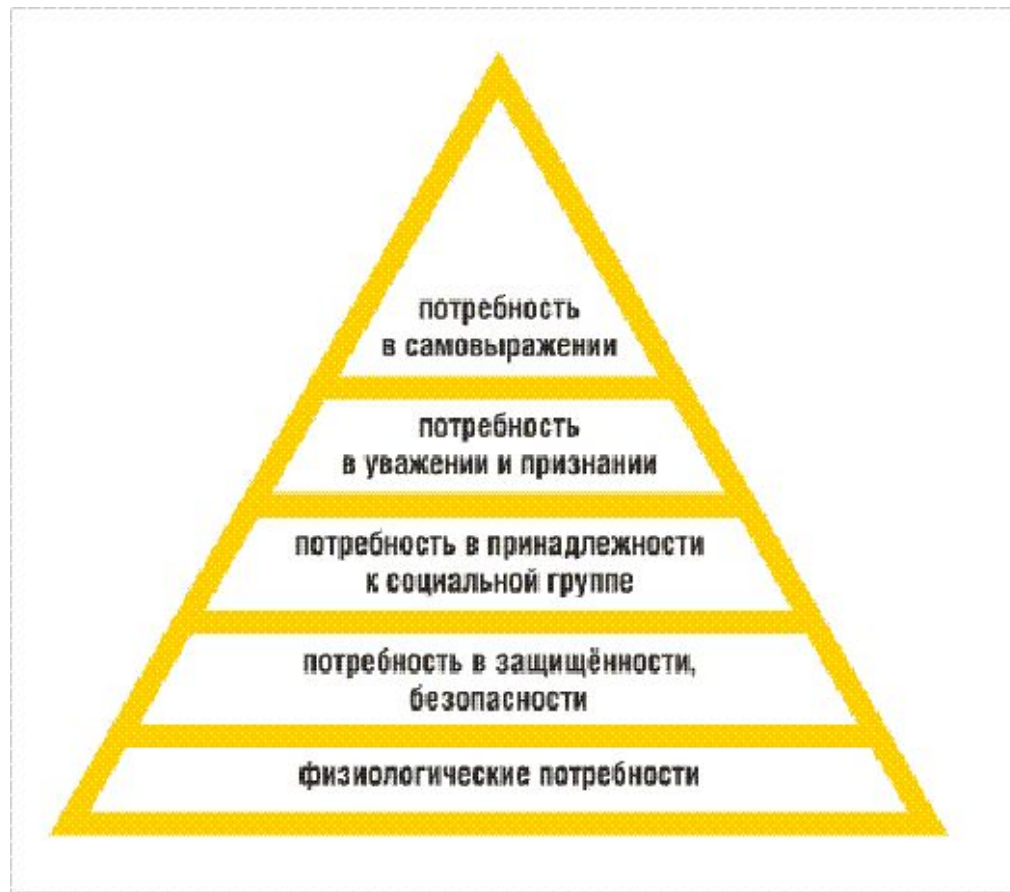 потребность
в самовыражении
потребность
в уважении и признании
потребность в принадлежности
к социальной группе
потребность в защищённости,
безопасности
физиологические потребности